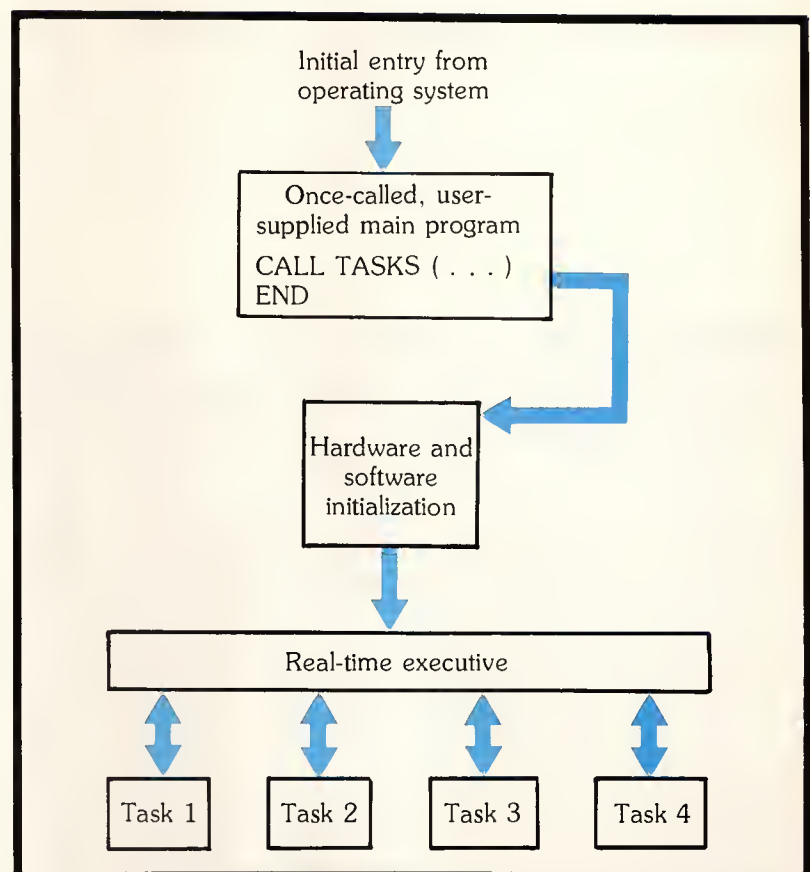 Initial entry from
operating system
Once-called, user-
supplied main program
CALL TASKS ( . . . )
END
Hardware and
software
initialization
Real-time executive
Task 1
Task 2
Task 3
Task 4